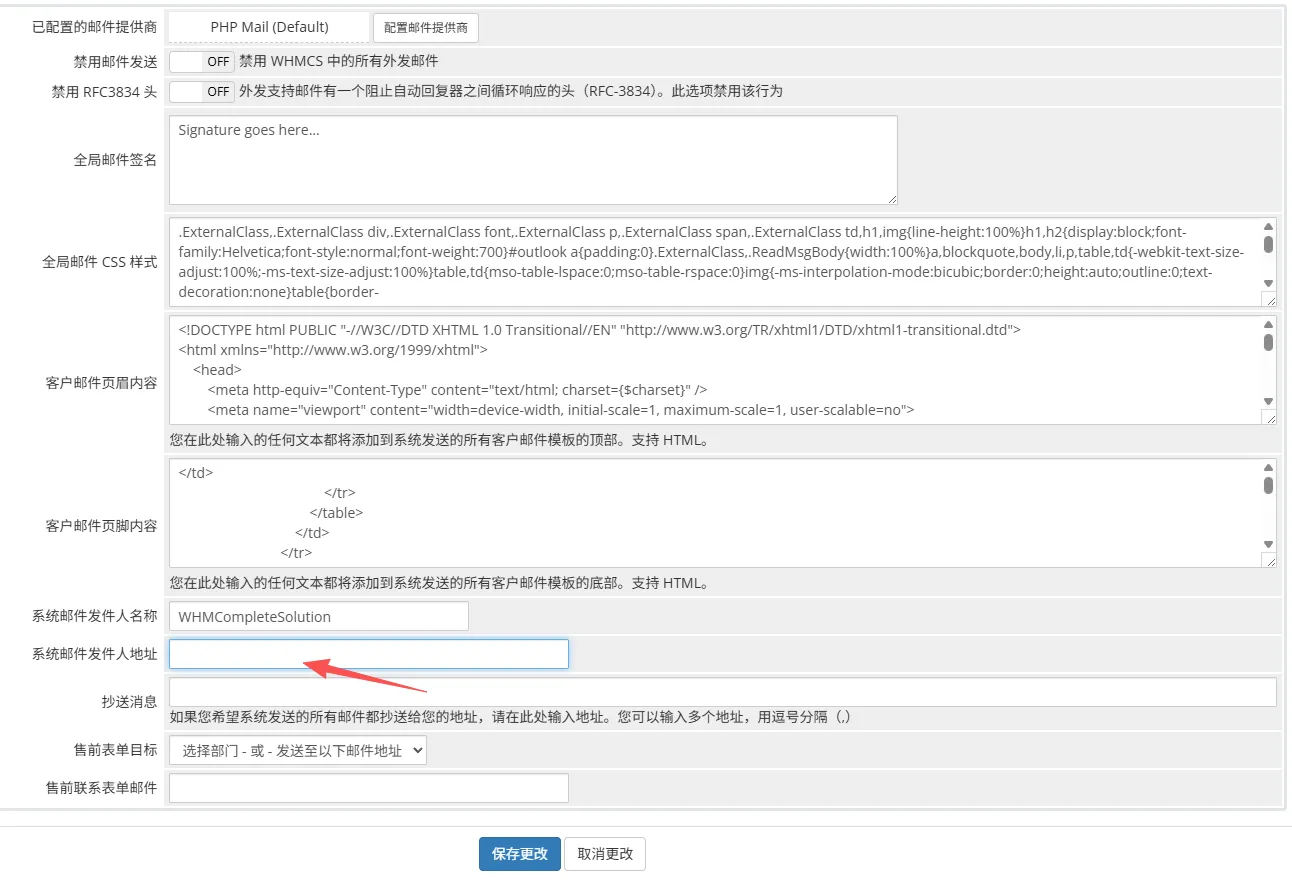 已配置的邮件提供商
PHP Mail (Default)
配置邮件提供商
禁用邮件发送
OFF
禁用 WHMCS 中的所有外发邮件
禁用 RFC3834 头
OFF
外发支持邮件有一个阻止自动回复器之间循环响应的头（RFC-3834）。此选项禁用该行为
全局邮件签名
Signature goes here...
全局邮件 CSS 样式
.ExternalClass,.ExternalClass div,.ExternalClass font,.ExternalClass p,.ExternalClass span,.ExternalClass td,h1,img{line-height:100%}h1,h2{display:block;font-
family:Helvetica;font-style:normal;font-weight:700}#outlook a{padding:0}.ExternalClass,.ReadMsgBody{width:100%}a,blockquote,body,li,p,table,td{-webkit-text-size-
adjust:100%;-ms-text-size-adjust:100%}table,td{mso-table-lspace:0;mso-table-rspace:0}img{-ms-interpolation-mode:bicubic;border:0;height:auto;outline:0;text-
decoration:none}table{border-
客户邮件页眉内容
<!DOCTYPE html PUBLIC "-//W3C//DTD XHTML 1.0 Transitional//EN" "http://www.w3.org/TR/xhtml1/DTD/xhtml1-transitional.dtd">
<html xmlns="http://www.w3.org/1999/xhtml">
<head>
<meta http-equiv="Content-Type" content="text/html; charset={$charset}" />
<meta name="viewport" content="width=device-width, initial-scale=1, maximum-scale=1, user-scalable=no">
您在此处输入的任何文本都将添加到系统发送的所有客户邮件模板的顶部。支持 HTML。
客户邮件页脚内容
</td>
</tr>
</table>
</td>
</tr>
您在此处输入的任何文本都将添加到系统发送的所有客户邮件模板的底部。支持 HTML。
系统邮件发件人名称
WHMCompleteSolution
系统邮件发件人地址
抄送消息
如果您希望系统发送的所有邮件都抄送给您的地址，请在此处输入地址。您可以输入多个地址，用逗号分隔（,）
售前表单目标
选择部门 - 或 - 发送至以下邮件地址
售前联系表单邮件
保存更改
取消更改